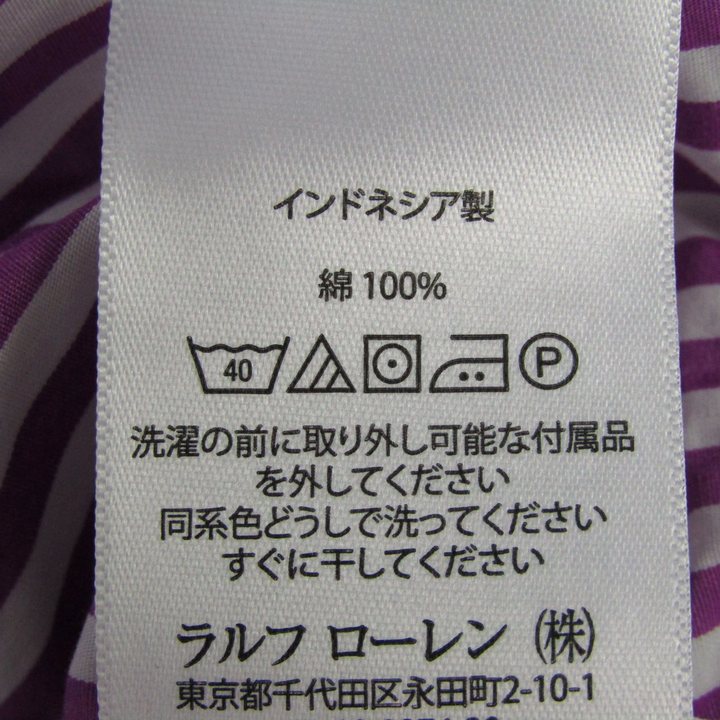 インドネシア製
綿 100%
40 P
洗濯の前に取り外し可能な付属品
を外してください
同系色どうしで洗ってください
すぐに干してください
ラルフ ローレン（株）
東京都千代田区永田町2-10-1